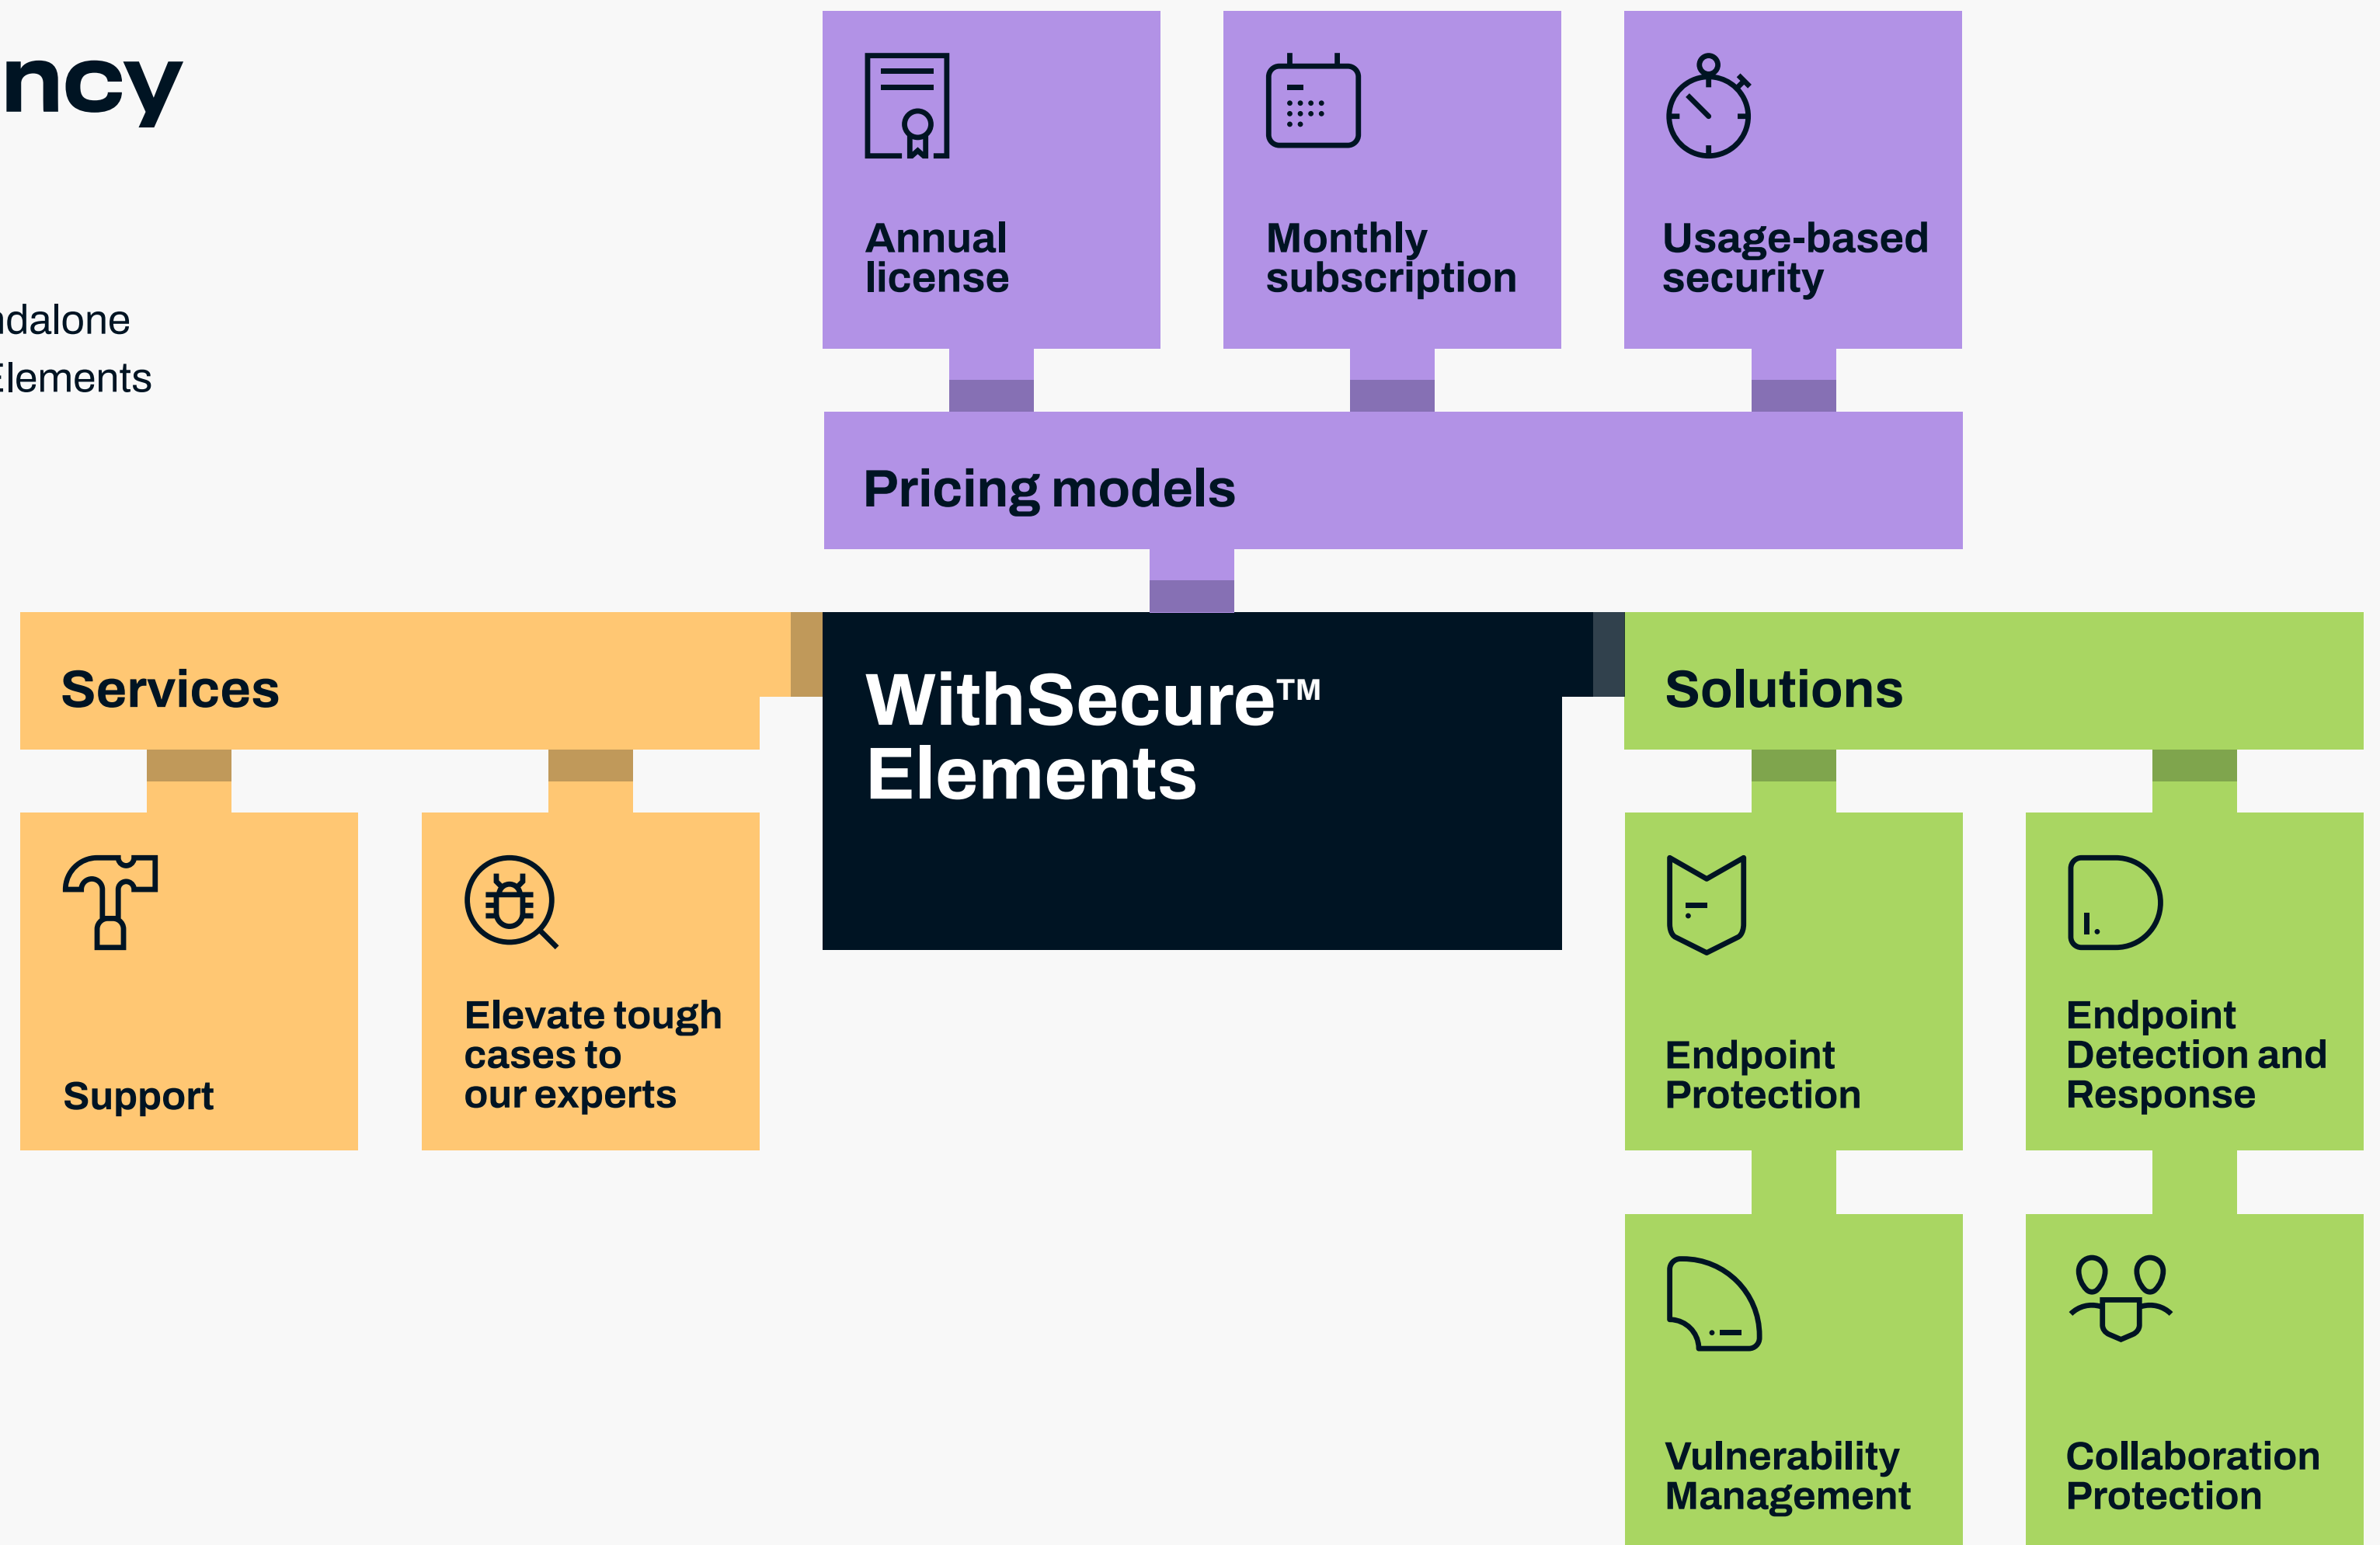 ncy
ndalone
Elements
Annual
license
Monthly
subscription
Usage-based
security
Pricing models
Services
WithSecure™
Elements
Solutions
Support
Elevate tough
cases to
our experts
Endpoint
Protection
Endpoint
Detection and
Response
Vulnerability
Management
Collaboration
Protection